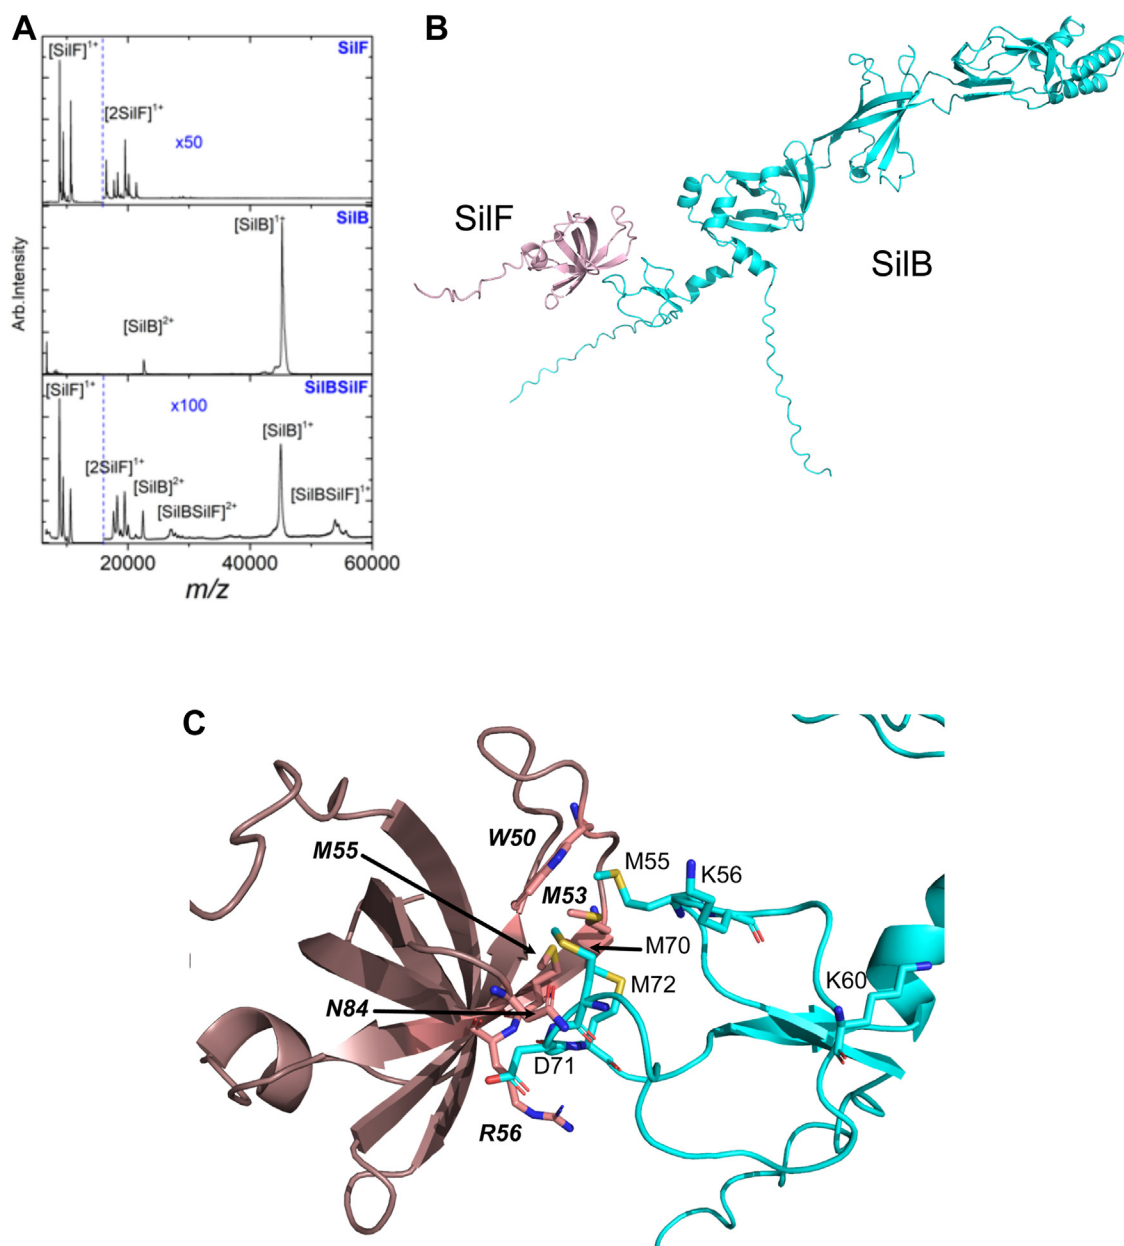 A
B
[SilF]1+
SilF
[2SilF]1+
x50
[SilB]1+
SilB
[SilB]2+
Arb.Intensity
[SilF]1+
SilBSilF
x100
[SilB]1+
[2SilF]1+
[SilB]2+
[SilBSilF]1+
[SilBSilF]2+
20000 40000 60000
m/z
SilF
SilB
C
W50
M55
M55
K56
M53
M70
M72
K60
N84
D71
R56